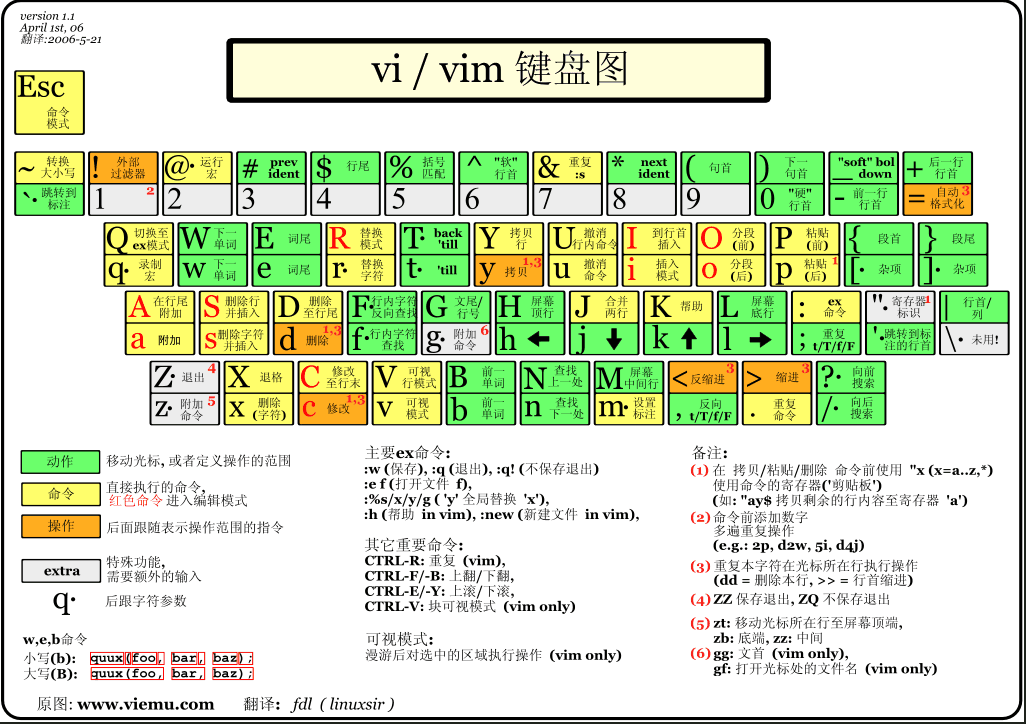 version 1.1
April 1st, 06
翻译:2006-5-21
vi / vim 键盘图
Esc
命令
模式
~ 转换
大小写
! 外部
过滤器
@· 运行
宏
# prev
ident
$ 行尾
% 括号
匹配
^ "软"
行首
& 重复
:s
* next
ident
( 句首
) 下一
句首
"soft" bol
_ down
+ 后一行
行首
`· 跳转到
标注
1 2
2
3
4
5
6
7
8
9
0 "硬"
行首
- 前一行
行首
= 自动 3
格式化
Q 切换至
ex模式
W 下一
单词
E 词尾
R 替换
模式
T· back
'till
Y 拷贝
行
U 撤消
行内命令
I 到行首
插入
O 分段
(前)
P 粘贴
(前)
{ 段首
} 段尾
q· 录制
宏
w 下一
单词
e 词尾
r· 替换
字符
t· 'till
y 拷贝 1,3
u 撤消
命令
i 插入
模式
o 分段
(后)
p 粘贴 1
(后)
[· 杂项
]· 杂项
A 在行尾
附加
S 删除行
并插入
D 删除
至行尾
F· 行内字符
反向查找
G 文尾/
行号
H 屏幕
顶行
J 合并
两行
K 帮助
L 屏幕
底行
: ex
命令
"· 寄存器 1
标识
| 行首/
列
a 附加
s 删除字符
并插入
d 删除 1,3
f· 行内字符
查找
g· 附加 6
命令
h ←
j ↓
k ↑
l →
; 重复
t/T/f/F
'· 跳转到标
注的行首
\· 未用!
Z· 退出 4
X 退格
C 修改
至行末
V 可视
行模式
B 前一
单词
N 查找
上一处
M 屏幕
中间行
< 反缩进 3
> 缩进 3
?· 向前
搜索
z· 附加 5
命令
x 删除
(字符)
c 修改 1,3
v 可视
模式
b 前一
单词
n 查找
下一处
m· 设置
标注
, 反向
t/T/f/F
. 重复
命令
/· 向后
搜索
动作 移动光标, 或者定义操作的范围
命令 直接执行的命令,
红色命令 进入编辑模式
操作 后面跟随表示操作范围的指令
extra 特殊功能,
需要额外的输入
q· 后跟字符参数
w,e,b命令
小写(b): quux(foo, bar, baz);
大写(B): quux(foo, bar, baz);
主要ex命令:
:w (保存), :q (退出), :q! (不保存退出)
:e f (打开文件 f),
:%s/x/y/g ( 'y' 全局替换 'x'),
:h (帮助 in vim), :new (新建文件 in vim),
其它重要命令:
CTRL-R: 重复 (vim),
CTRL-F/-B: 上翻/下翻,
CTRL-E/-Y: 上滚/下滚,
CTRL-V: 块可视模式 (vim only)
可视模式:
漫游后对选中的区域执行操作 (vim only)
备注:
(1) 在 拷贝/粘贴/删除 命令前使用 "x (x=a..z,*)
使用命令的寄存器('剪贴板')
(如: "ay$ 拷贝剩余的行内容至寄存器 'a')
(2) 命令前添加数字
多遍重复操作
(e.g.: 2p, d2w, 5i, d4j)
(3) 重复本字符在光标所在行执行操作
(dd = 删除本行, >> = 行首缩进)
(4) ZZ 保存退出, ZQ 不保存退出
(5) zt: 移动光标所在行至屏幕顶端,
zb: 底端, zz: 中间
(6) gg: 文首 (vim only),
gf: 打开光标处的文件名 (vim only)
原图: www.viemu.com 翻译: fdl ( linuxsir )